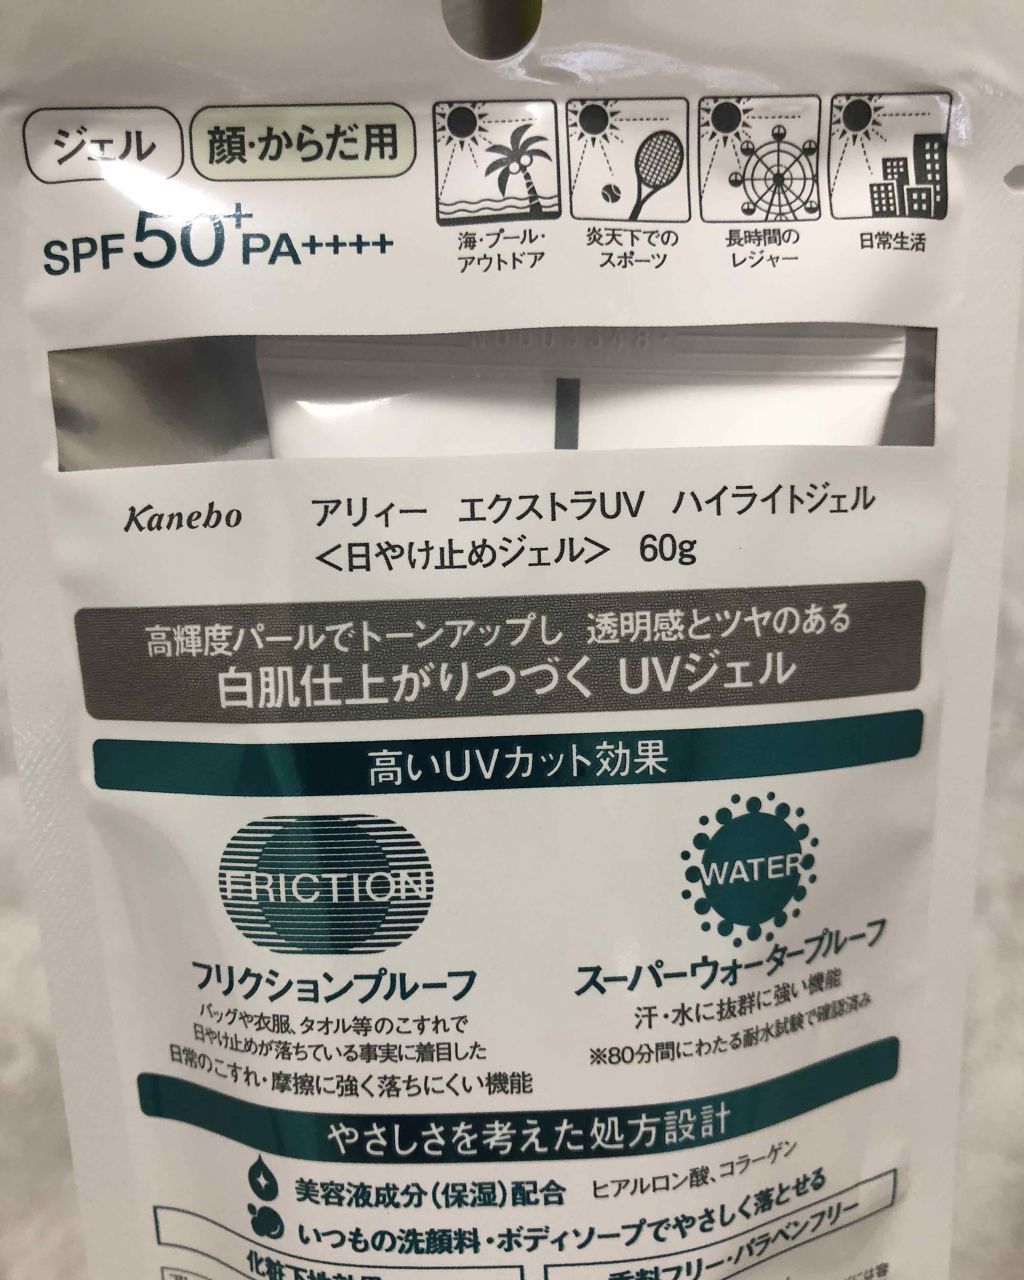 ジェル 顔・からだ用
SPF50+ PA++++
海・プール・
アウトドア
炎天下での
スポーツ
長時間の
レジャー
日常生活
Kanebo アリィー エクストラUV ハイライトジェル
<日やけ止めジェル> 60g
高輝度パールでトーンアップし 透明感とツヤのある
白肌仕上がりつづく UVジェル
高いUVカット効果
FRICTION
フリクションプルーフ
バッグや衣服、タオル等のこすれで
日やけ止めが落ちている事実に着目した
日常のこすれ・摩擦に強く落ちにくい機能
WATER
スーパーウォータープルーフ
汗・水に抜群に強い機能
※80分間にわたる耐水試験で確認済み
やさしさを考えた処方設計
美容液成分(保湿)配合 ヒアルロン酸、コラーゲン
いつもの洗顔料・ボディソープでやさしく落とせる
化粧下地効果
香料フリー・パラベンフリー